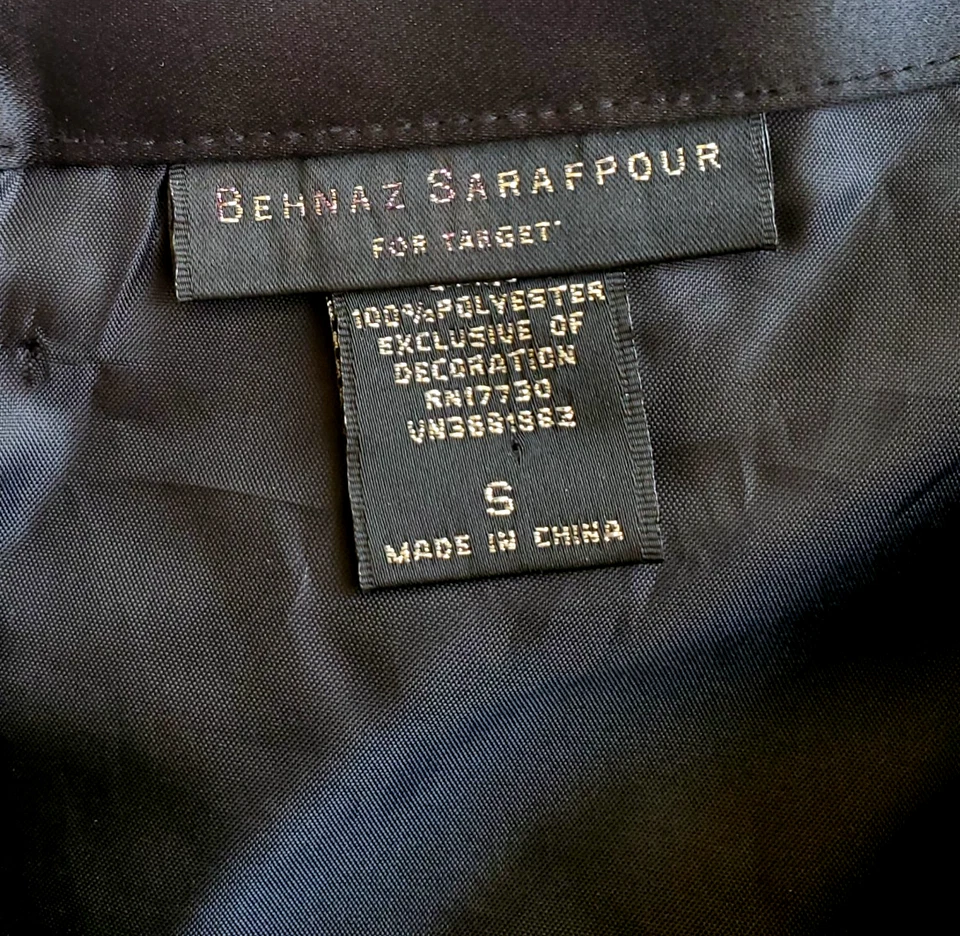 BEHNAZ SARAFPOUR
FOR TARGET
100% POLYESTER
EXCLUSIVE OF
DECORATION
RN17730
S
MADE IN CHINA